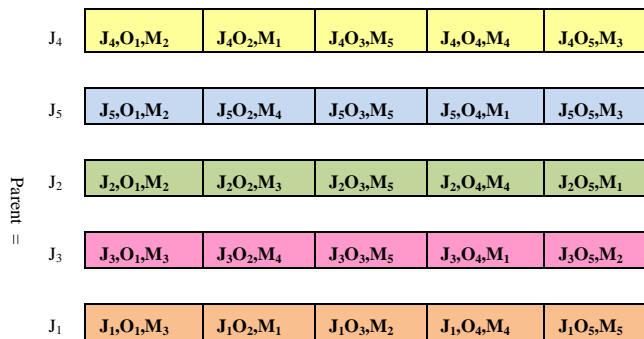 J₄ J₄,O₁,M₂ J₄O₂,M₁ J₄O₃,M₅ J₄,O₄,M₄ J₄O₅,M₃
J₅ J₅,O₁,M₂ J₅O₂,M₄ J₅O₃,M₅ J₅,O₄,M₁ J₅O₅,M₃
J₂ J₂,O₁,M₂ J₂O₂,M₃ J₂O₃,M₅ J₂,O₄,M₄ J₂O₅,M₁
Parent =
J₃ J₃,O₁,M₃ J₃O₂,M₄ J₃O₃,M₅ J₃,O₄,M₁ J₃O₅,M₂
J₁ J₁,O₁,M₃ J₁O₂,M₁ J₁O₃,M₂ J₁,O₄,M₄ J₁O₅,M₅